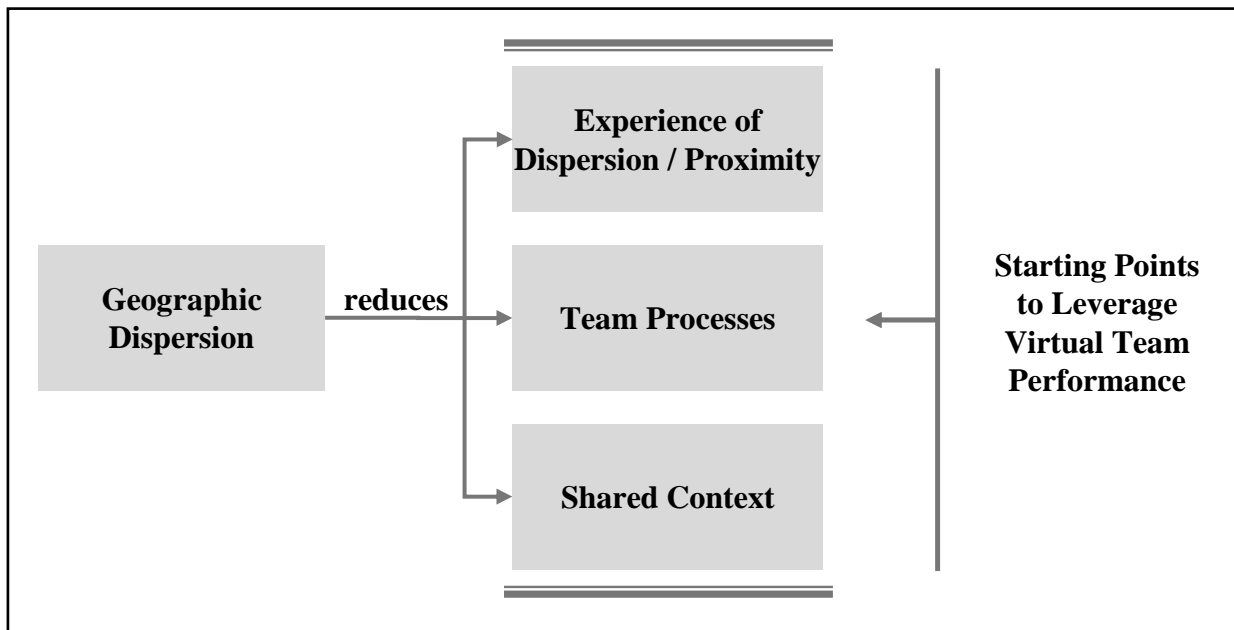 Geographic
Dispersion
reduces
Experience of
Dispersion / Proximity
Team Processes
Shared Context
Starting Points
to Leverage
Virtual Team
Performance